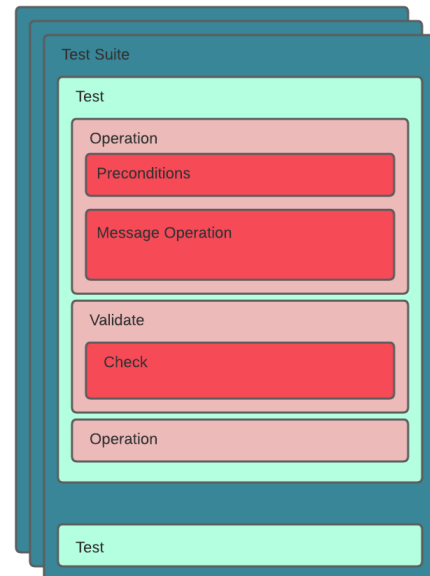 Test Suite
Test
Operation
Preconditions
Message Operation
Validate
Check
Operation
Test